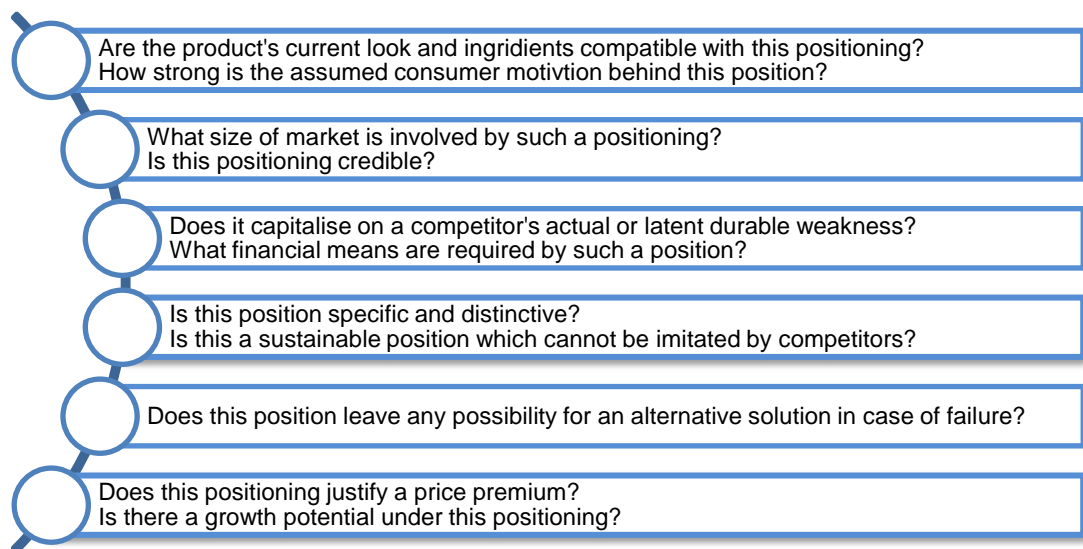 Are the product's current look and ingridients compatible with this positioning?
How strong is the assumed consumer motivtion behind this position?
What size of market is involved by such a positioning?
Is this positioning credible?
Does it capitalise on a competitor's actual or latent durable weakness?
What financial means are required by such a position?
Is this position specific and distinctive?
Is this a sustainable position which cannot be imitated by competitors?
Does this position leave any possibility for an alternative solution in case of failure?
Does this positioning justify a price premium?
Is there a growth potential under this positioning?